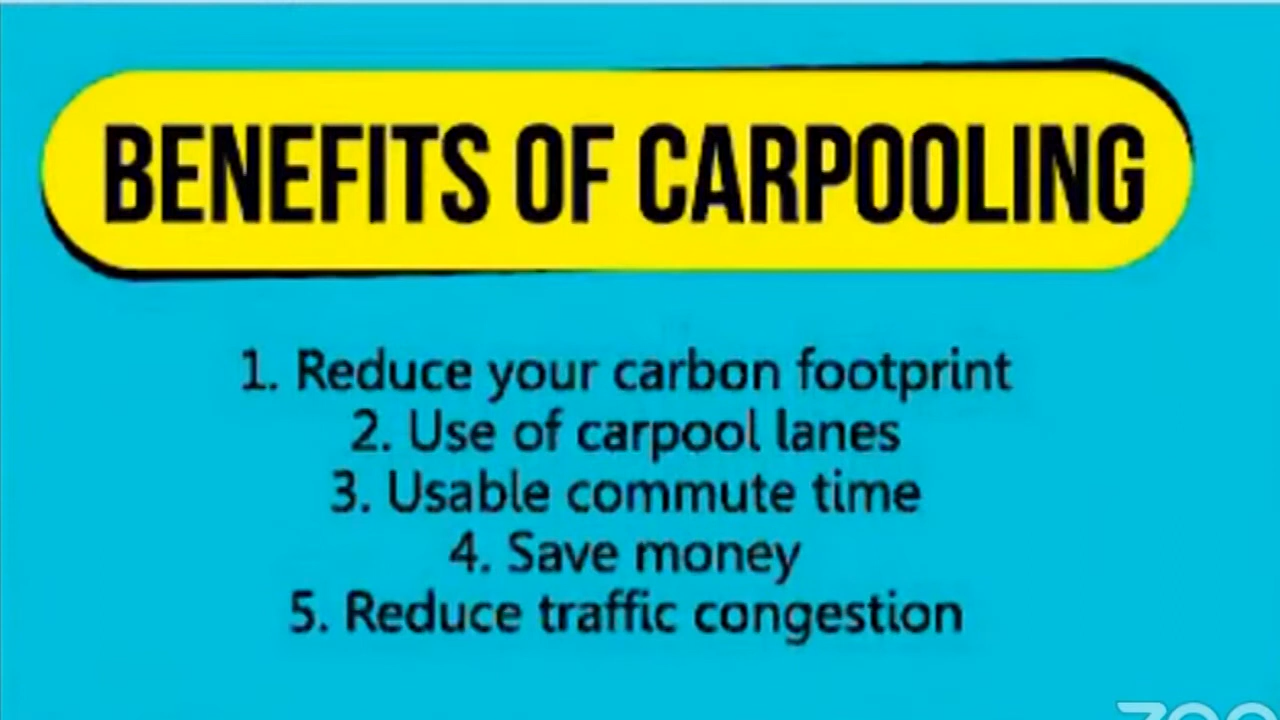 BENEFITS OF CARPOOLING
1. Reduce your carbon footprint
2. Use of carpool lanes
3. Usable commute time
4. Save money
5. Reduce traffic congestion